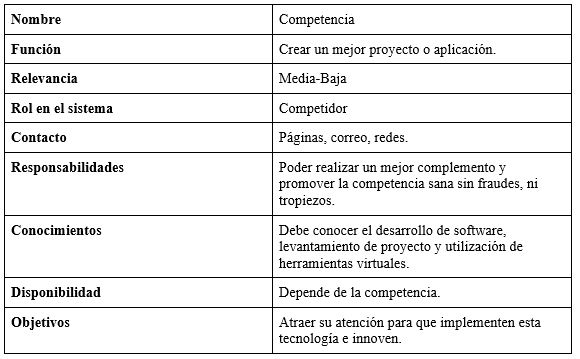 Nombre Competencia
Función Crear un mejor proyecto o aplicación.
Relevancia Media-Baja
Rol en el sistema Competidor
Contacto Páginas, correo, redes.
Responsabilidades Poder realizar un mejor complemento y
promover la competencia sana sin fraudes, ni
tropiezos.
Conocimientos Debe conocer el desarrollo de software,
levantamiento de proyecto y utilización de
herramientas virtuales.
Disponibilidad Depende de la competencia.
Objetivos Atraer su atención para que implementen esta
tecnología e innoven.